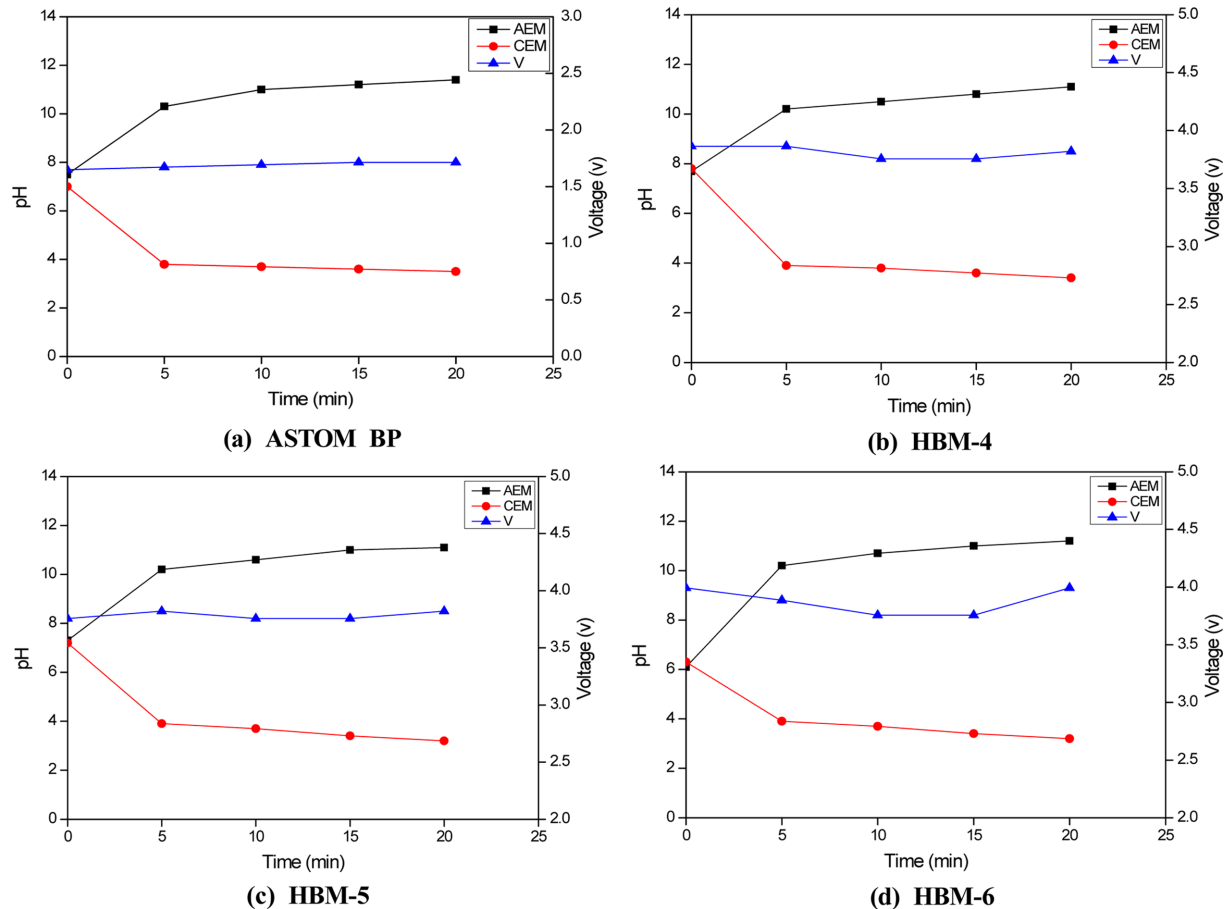 14
12
10
8
6
4
2
0
pH
3.0
2.5
2.0
1.5
1.0
0.5
0.0
Voltage (v)
AEM
CEM
V
0 5 10 15 20 25
Time (min)
(a) ASTOM BP
14
12
10
8
6
4
2
0
pH
5.0
4.5
4.0
3.5
3.0
2.5
2.0
Voltage (v)
AEM
CEM
V
0 5 10 15 20 25
Time (min)
(b) HBM-4
14
12
10
8
6
4
2
0
pH
5.0
4.5
4.0
3.5
3.0
2.5
2.0
Voltage (v)
AEM
CEM
V
0 5 10 15 20 25
Time (min)
(c) HBM-5
14
12
10
8
6
4
2
0
pH
5.0
4.5
4.0
3.5
3.0
2.5
2.0
Voltage (v)
AEM
CEM
V
0 5 10 15 20 25
Time (min)
(d) HBM-6